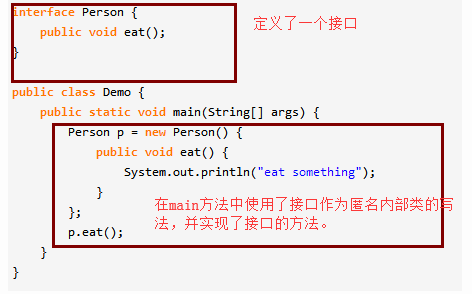 interface Person {
定义了一个接口
public void eat();
}
public class Demo {
public static void main(String[] args) {
Person p = new Person() {
public void eat() {
System.out.println("eat something");
}
在main方法中使用了接口作为匿名内部类的写
};
法，并实现了接口的方法。
p.eat();
}
}